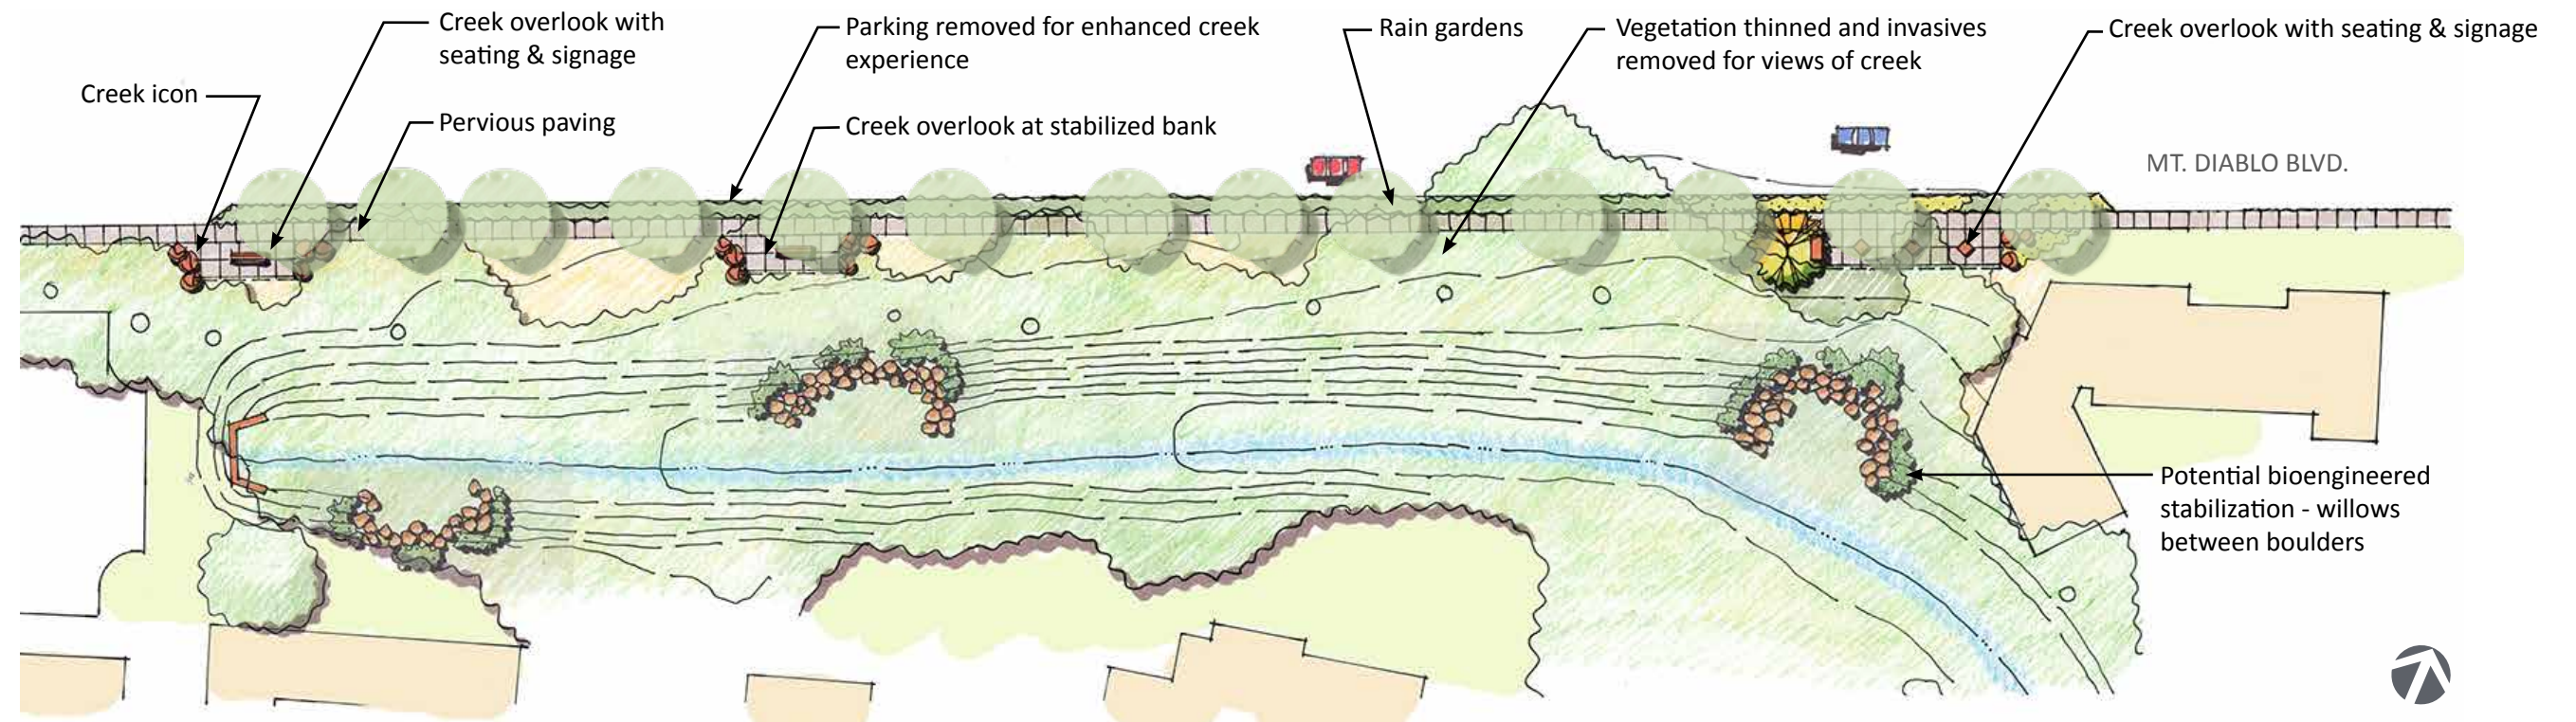 Creek overlook with
seating & signage
Parking removed for enhanced creek
experience
Rain gardens
Vegetation thinned and invasives
removed for views of creek
Creek overlook with seating & signage
Creek icon
Pervious paving
Creek overlook at stabilized bank
MT. DIABLO BLVD.
Potential bioengineered
stabilization - willows
between boulders